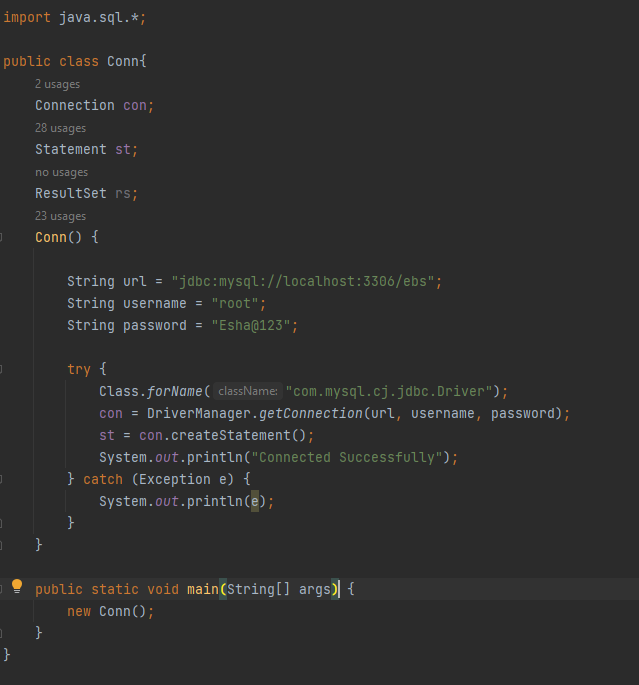 import java.sql.*;
public class Conn{
2 usages
Connection con;
28 usages
Statement st;
no usages
ResultSet rs;
23 usages
Conn() {
String url = "jdbc:mysql://localhost:3306/ebs";
String username = "root";
String password = "Esha@123";
try {
Class.forName( className: "com.mysql.cj.jdbc.Driver");
con = DriverManager.getConnection(url, username, password);
st = con.createStatement();
System.out.println("Connected Successfully");
} catch (Exception e) {
System.out.println(e);
}
}
public static void main(String[] args) {
new Conn();
}
}